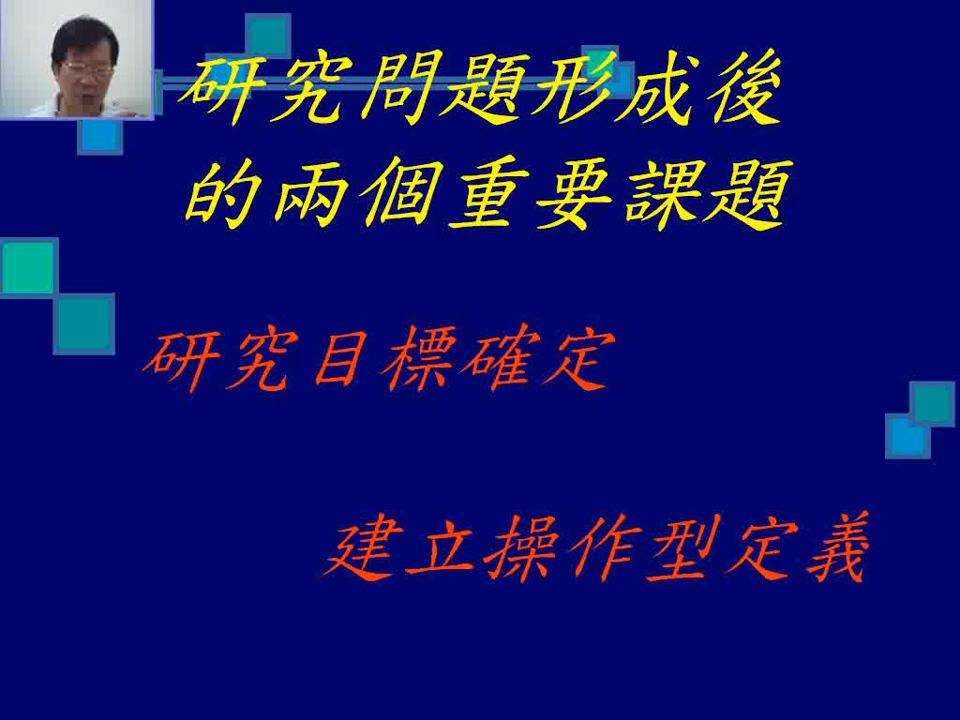 研究問題形成後
的兩個重要課題
研究目標確定
建立操作型定義